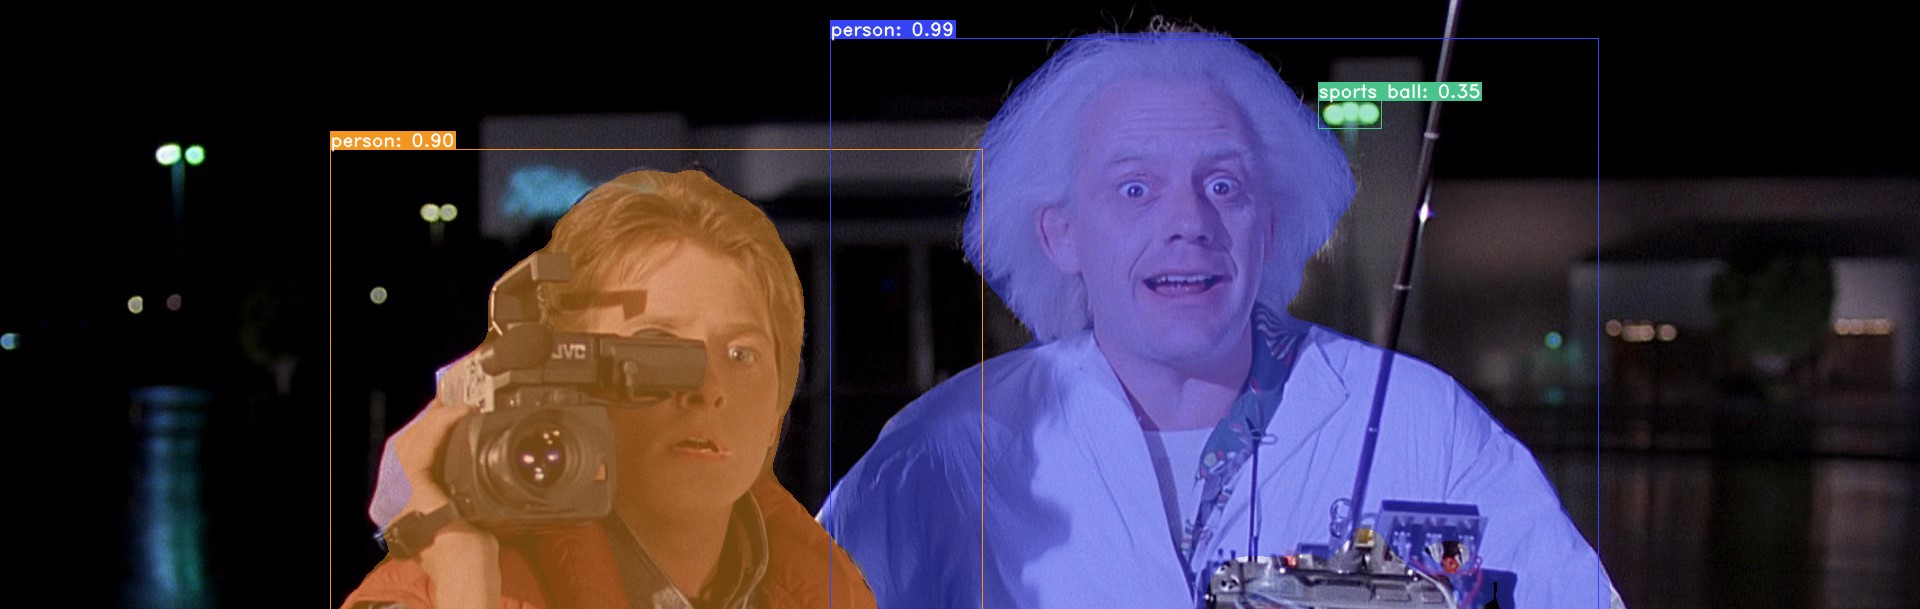 person: 0.99
sports ball: 0.35
person: 0.90
JVC